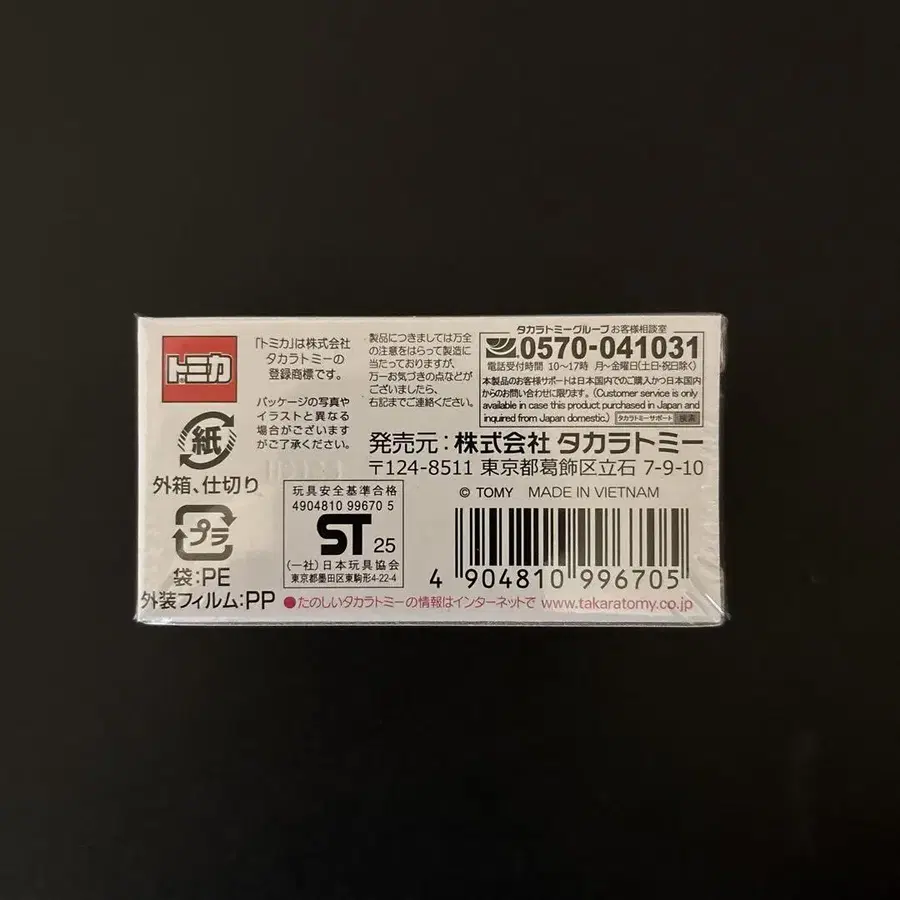 トミカ
「トミカ」は株式会社
タカラトミーの
登録商標です。
パッケージの写真や
イラストと異なる
場合がございます
がご了承ください。
製品につきましては万全
の注意をはらって製造に
当たっておりますが、
万一お気づきの点などが
ございましたら、
右記までご連絡ください。
タカラトミーグループ お客様相談室
0570-041031
電話受付時間 10〜17時 月〜金曜日(土・日・祝日除く)
本製品のお客様サポートは日本国内でのご購入かつ日本国内
からのお問い合わせに限ります。(Customer service is only
available in case this product purchased in Japan and
inquired from Japan domestic.)
タカラトミーサポート 検索
発売元:株式会社 タカラトミー
〒124-8511 東京都葛飾区立石 7-9-10
© TOMY MADE IN VIETNAM
紙
外箱、仕切り
プラ
袋:PE
外装フィルム:PP
玩具安全基準合格
4904810 99670 5
ST 25
(一社)日本玩具協会
東京都墨田区東駒形4-22-4
4 904810 996705
●たのしいタカラトミーの情報はインターネットで www.takaratomy.co.jp